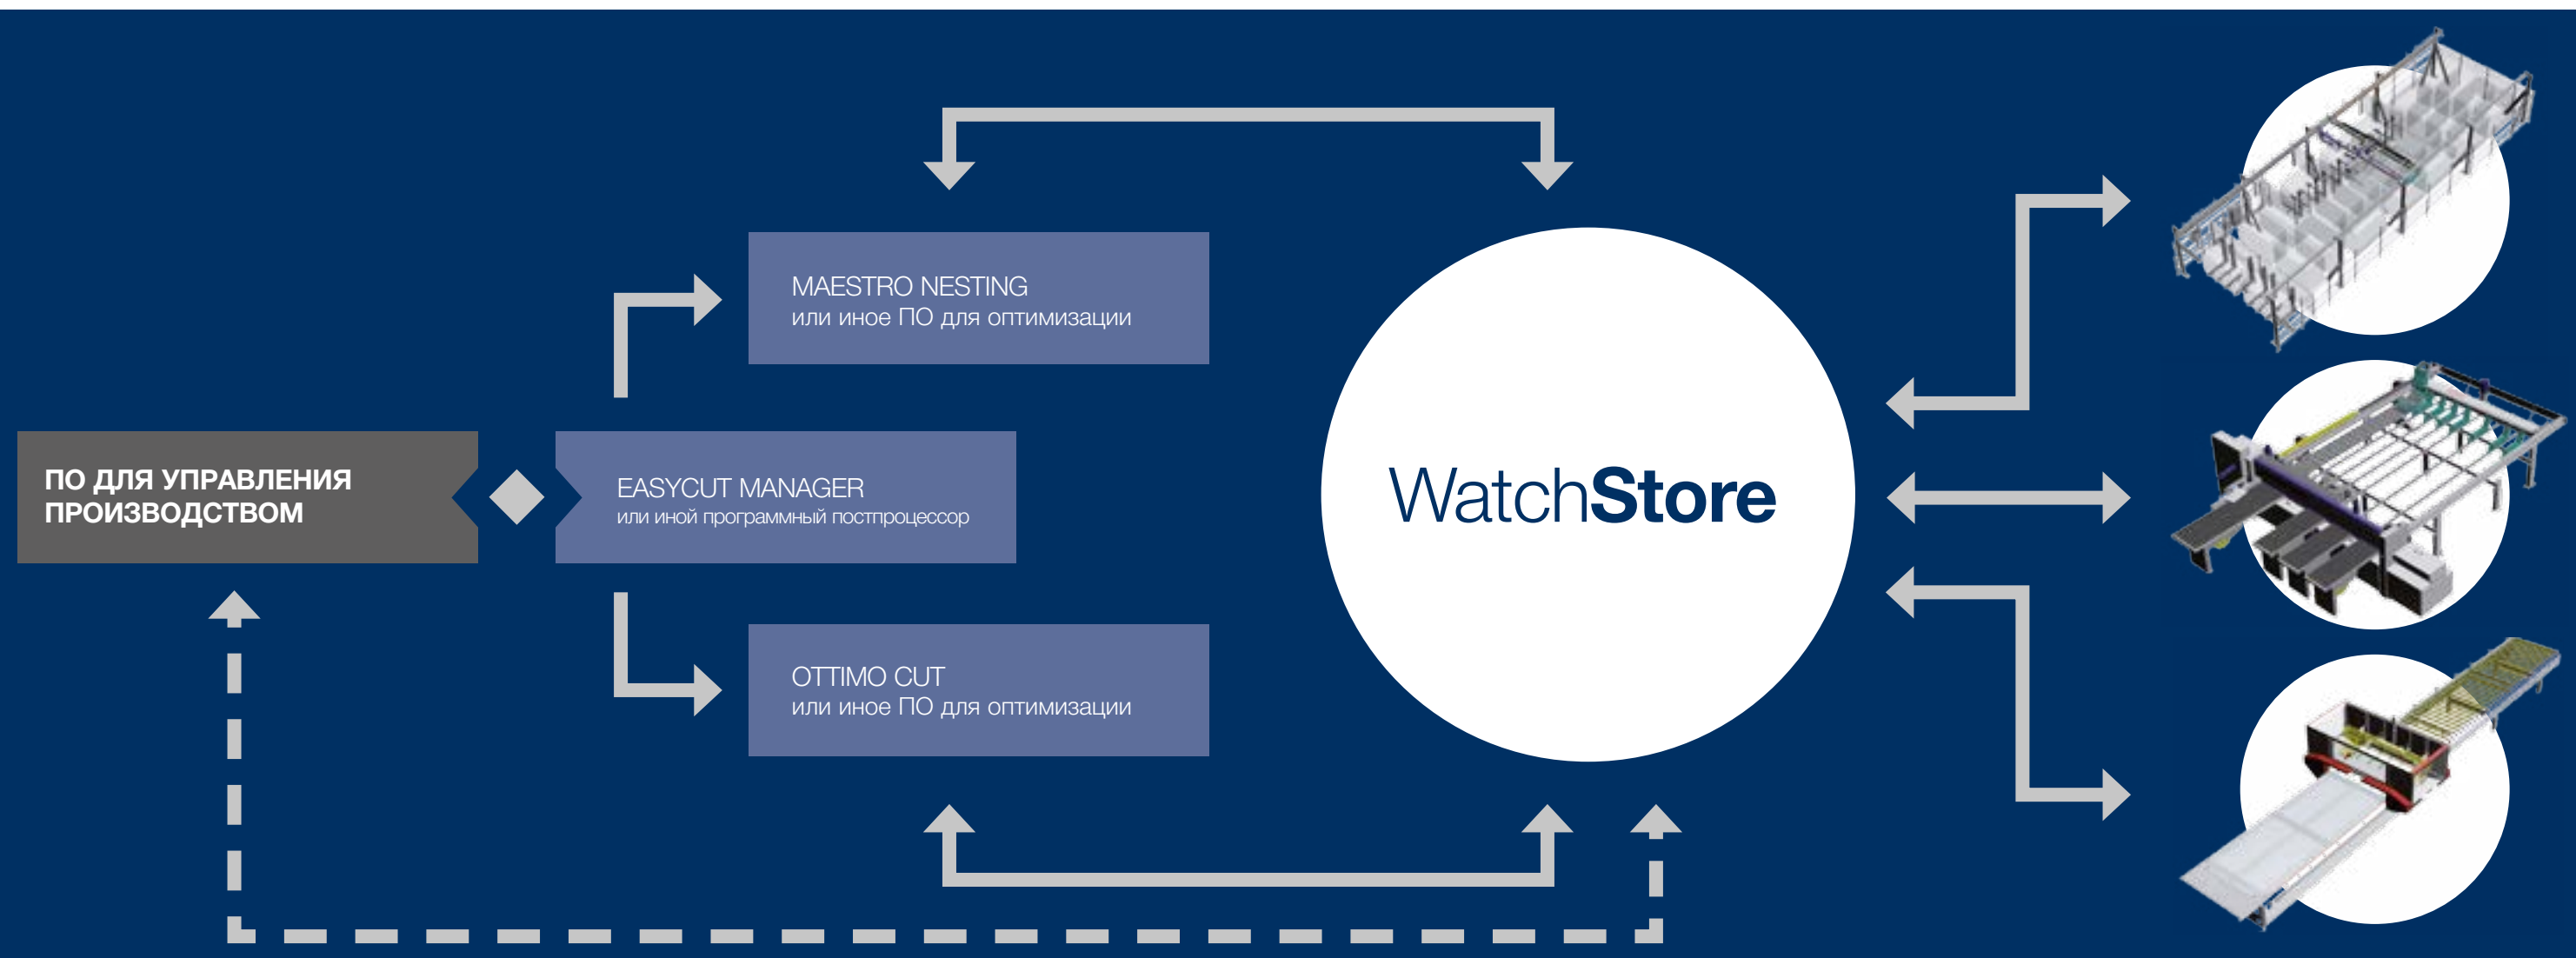 MAESTRO NESTING
или иное ПО для оптимизации
ПО ДЛЯ УПРАВЛЕНИЯ
ПРОИЗВОДСТВОМ
EASYCUT MANAGER
или иной программный постпроцессор
WatchStore
OTTIMO CUT
или иное ПО для оптимизации